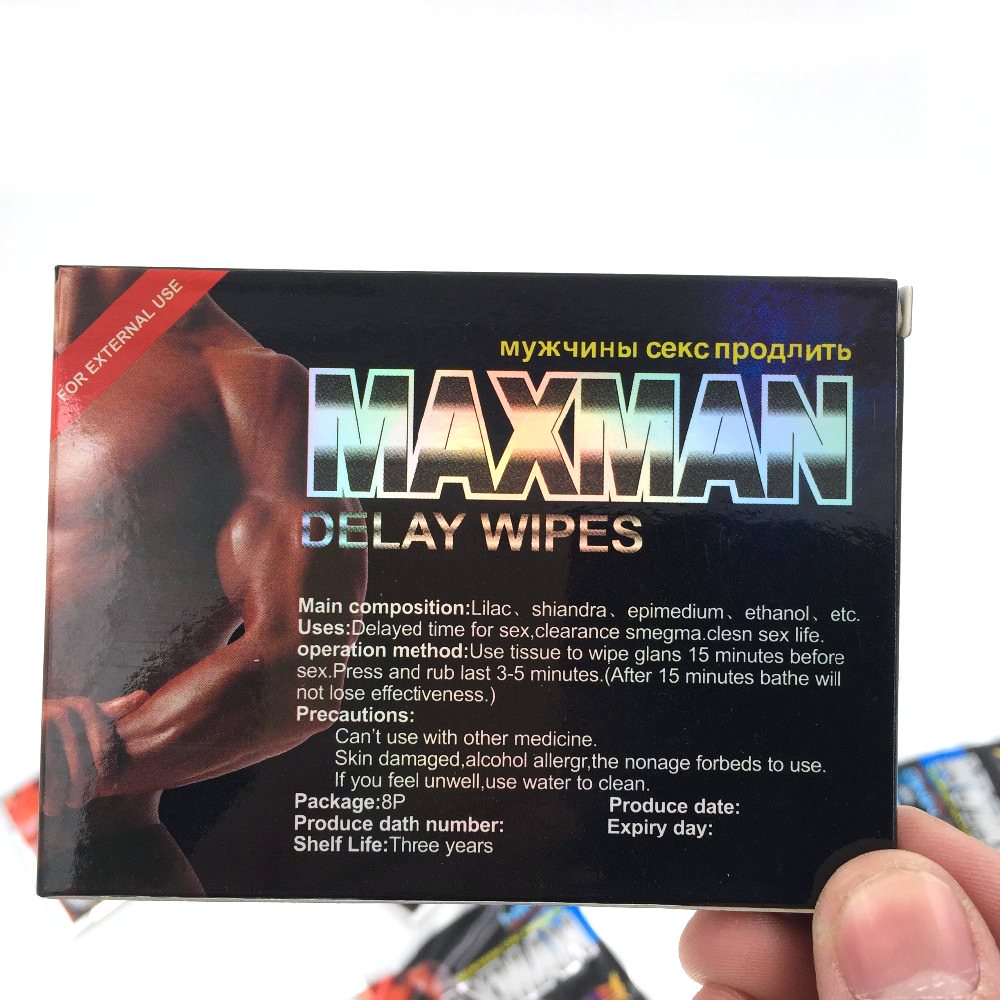 FOR EXTERNAL USE
мужчины секс продлить
MAXMAN
DELAY WIPES
Main composition:Lilac、shiandra、epimedium、ethanol、etc.
Uses:Delayed time for sex,clearance smegma.clesn sex life.
operation method:Use tissue to wipe glans 15 minutes before
sex.Press and rub last 3-5 minutes.(After 15 minutes bathe will
not lose effectiveness.)
Precautions:
Can't use with other medicine.
Skin damaged,alcohol allergr,the nonage forbeds to use.
If you feel unwell,use water to clean.
Package:8P
Produce date:
Produce dath number:
Expiry day:
Shelf Life:Three years